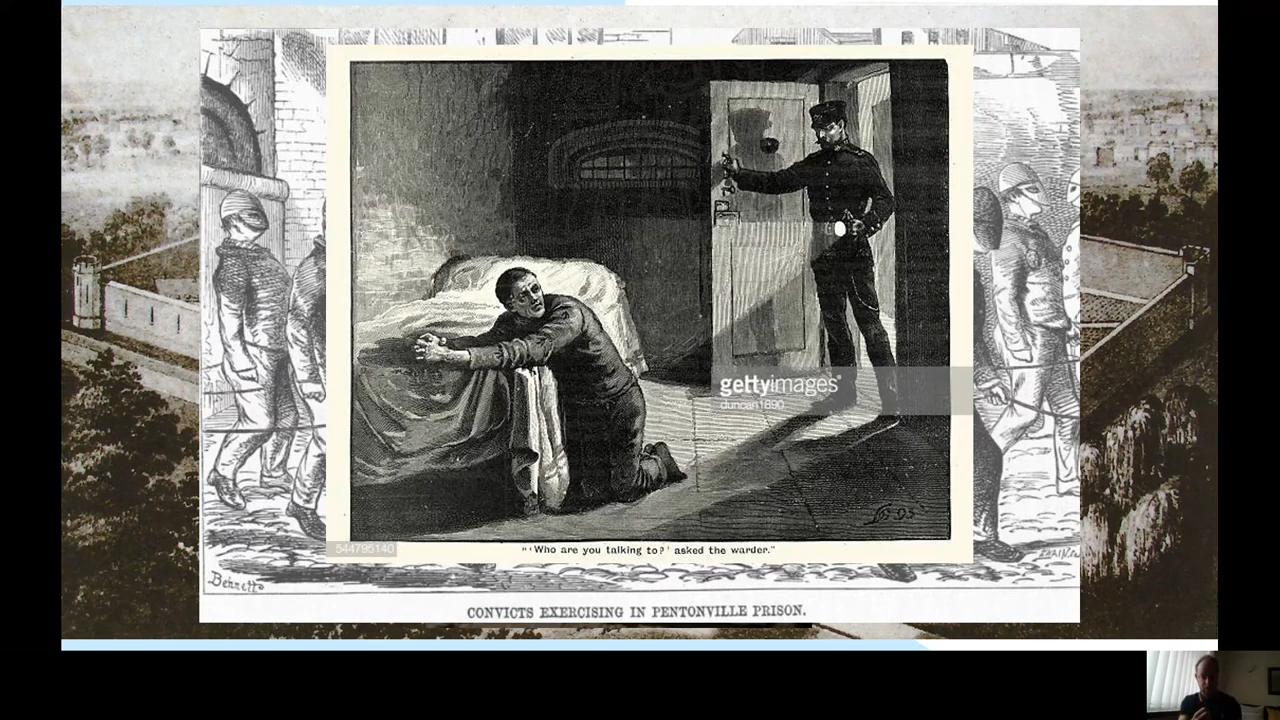 gettyimages®
duncan1890
544795140
"'Who are you talking to?' asked the warder."
Bennett
CONVICTS EXERCISING IN PENTONVILLE PRISON.